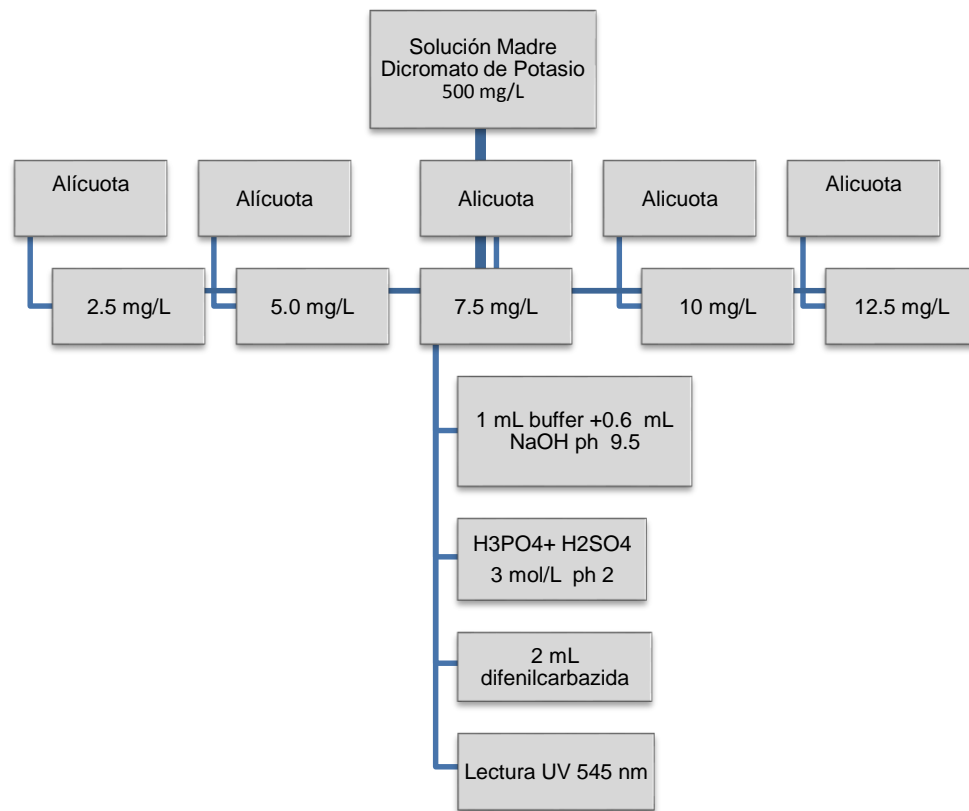 Solución Madre
Dicromato de Potasio
500 mg/L
Alícuota
Alícuota
Alicuota
Alicuota
Alicuota
2.5 mg/L
5.0 mg/L
7.5 mg/L
10 mg/L
12.5 mg/L
1 mL buffer +0.6 mL
NaOH ph 9.5
H3PO4+ H2SO4
3 mol/L ph 2
2 mL
difenilcarbazida
Lectura UV 545 nm